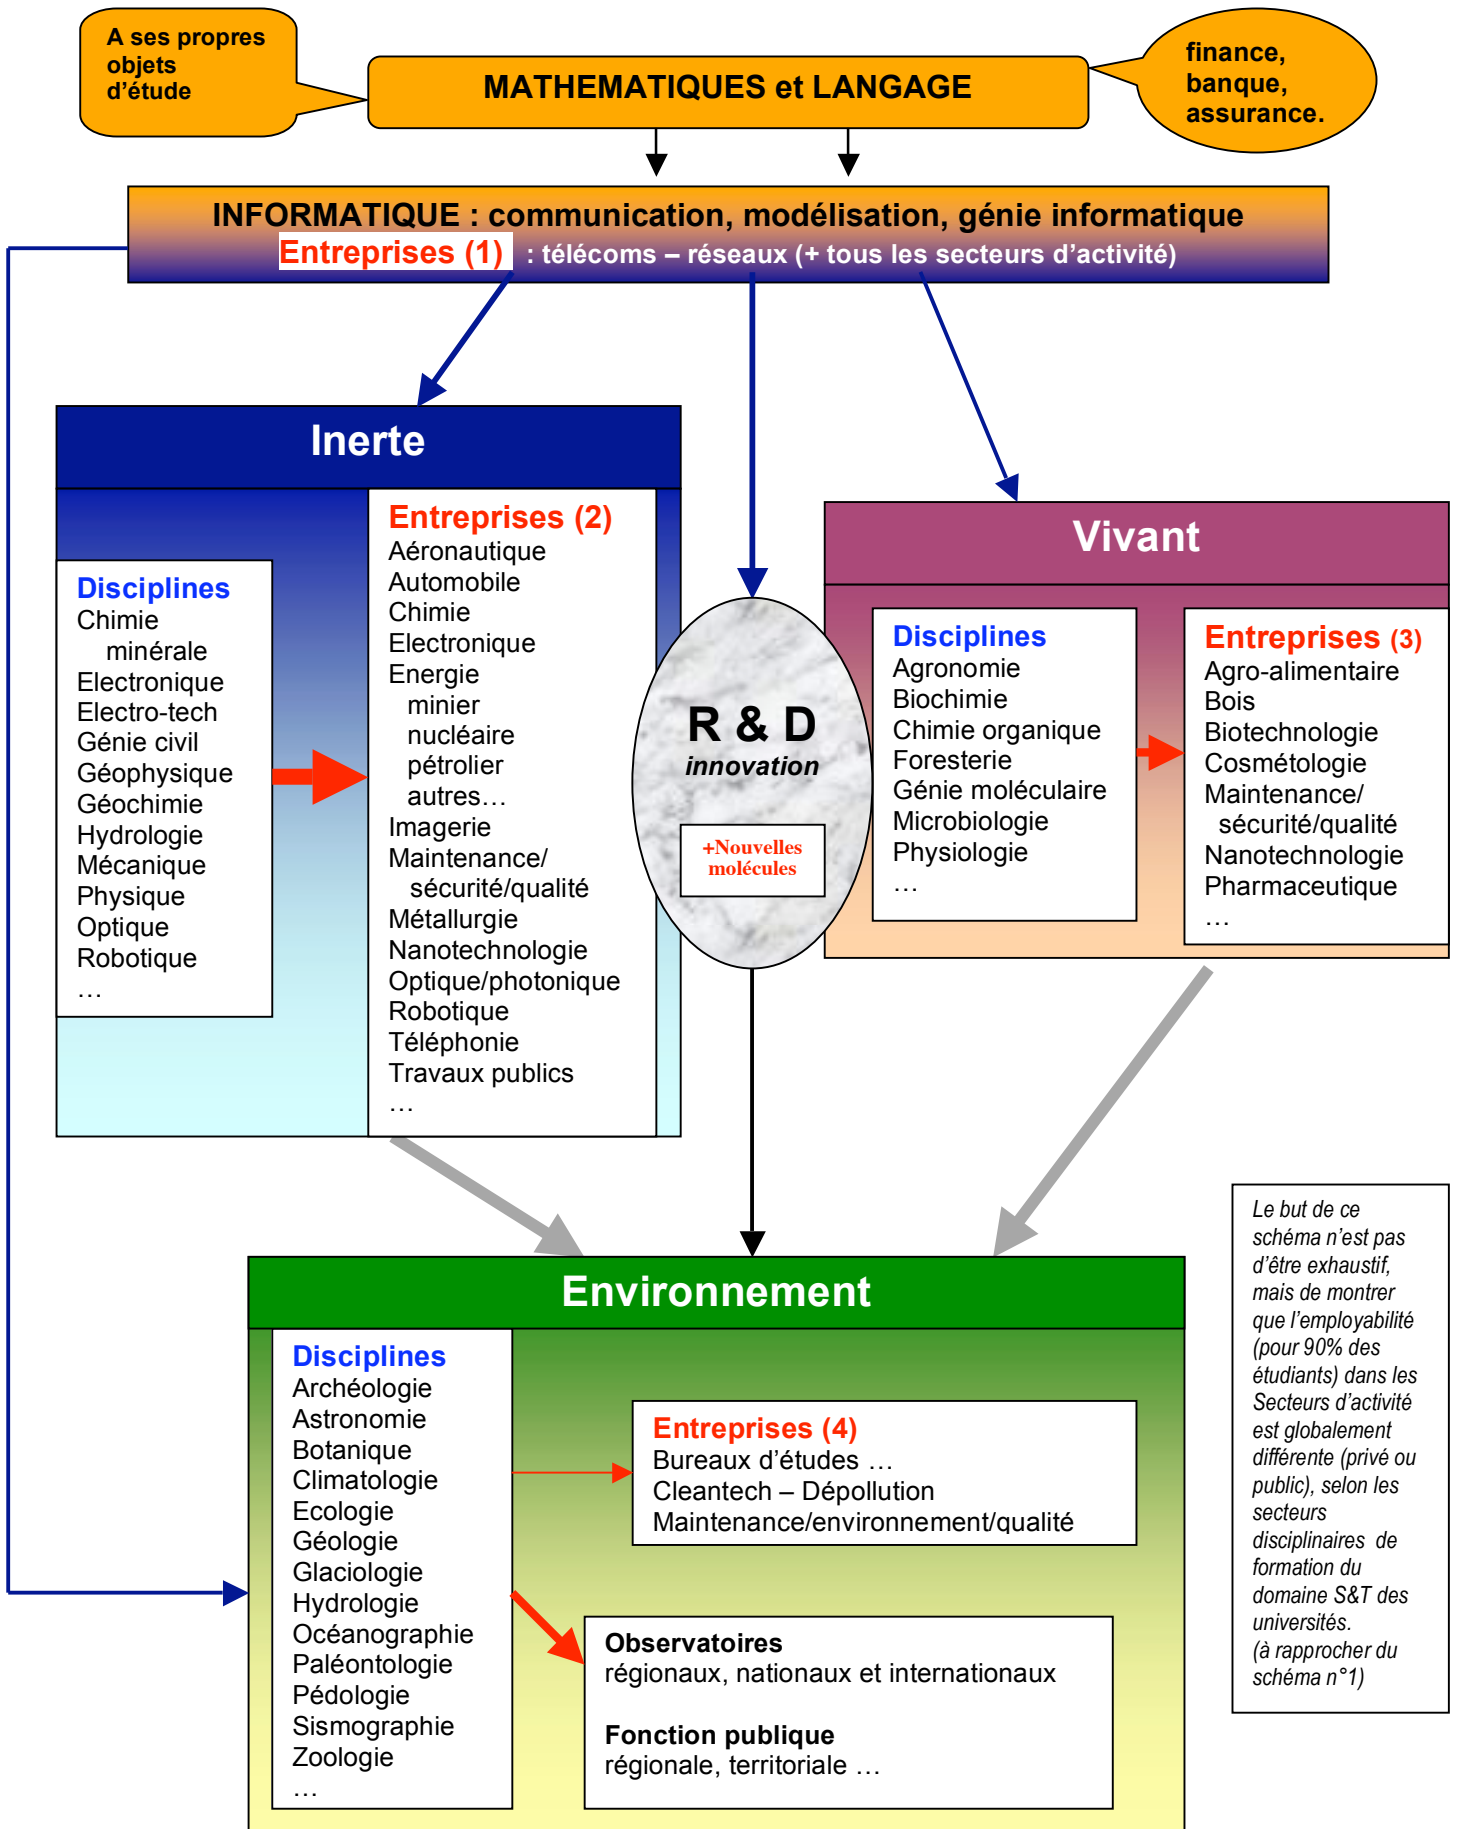 A ses propres
objets
d’étude
MATHEMATIQUES et LANGAGE
finance,
banque,
assurance.
INFORMATIQUE : communication, modélisation, génie informatique
Entreprises (1) : télécoms – réseaux (+ tous les secteurs d’activité)
Inerte
Disciplines
Chimie
minérale
Electronique
Electro-tech
Génie civil
Géophysique
Géochimie
Hydrologie
Mécanique
Physique
Optique
Robotique
…
Entreprises (2)
Aéronautique
Automobile
Chimie
Electronique
Energie
minier
nucléaire
pétrolier
autres…
Imagerie
Maintenance/
sécurité/qualité
Métallurgie
Nanotechnologie
Optique/photonique
Robotique
Téléphonie
Travaux publics
…
R & D
innovation
+Nouvelles
molécules
Vivant
Disciplines
Agronomie
Biochimie
Chimie organique
Foresterie
Génie moléculaire
Microbiologie
Physiologie
…
Entreprises (3)
Agro-alimentaire
Bois
Biotechnologie
Cosmétologie
Maintenance/
sécurité/qualité
Nanotechnologie
Pharmaceutique
…
Environnement
Disciplines
Archéologie
Astronomie
Botanique
Climatologie
Ecologie
Géologie
Glaciologie
Hydrologie
Océanographie
Paléontologie
Pédologie
Sismographie
Zoologie
…
Entreprises (4)
Bureaux d’études …
Cleantech – Dépollution
Maintenance/environnement/qualité
Observatoires
régionaux, nationaux et internationaux
Fonction publique
régionale, territoriale …
Le but de ce
schéma n’est pas
d’être exhaustif,
mais de montrer
que l’employabilité
(pour 90% des
étudiants) dans les
Secteurs d’activité
est globalement
différente (privé ou
public), selon les
secteurs
disciplinaires de
formation du
domaine S&T des
universités.
(à rapprocher du
schéma n°1)